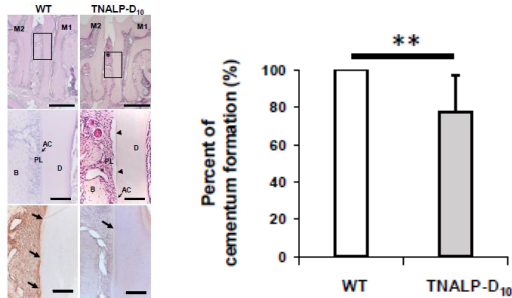 WT TNALP-D10
M2 M1 M2 M1
*
AC
PL D
B
D
PL
B AC
**
Percent of
cementum formation (%)
100
80
60
40
20
0
WT TNALP-D10